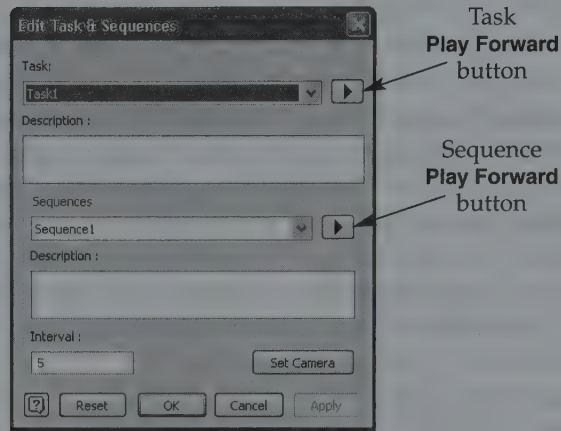 Edit Task & Sequences
Task
Play Forward
button
Task:
Task1
Description :
Sequence
Play Forward
button
Sequences
Sequence1
Description :
Interval :
5
Set Camera
?
Reset
OK
Cancel
Apply